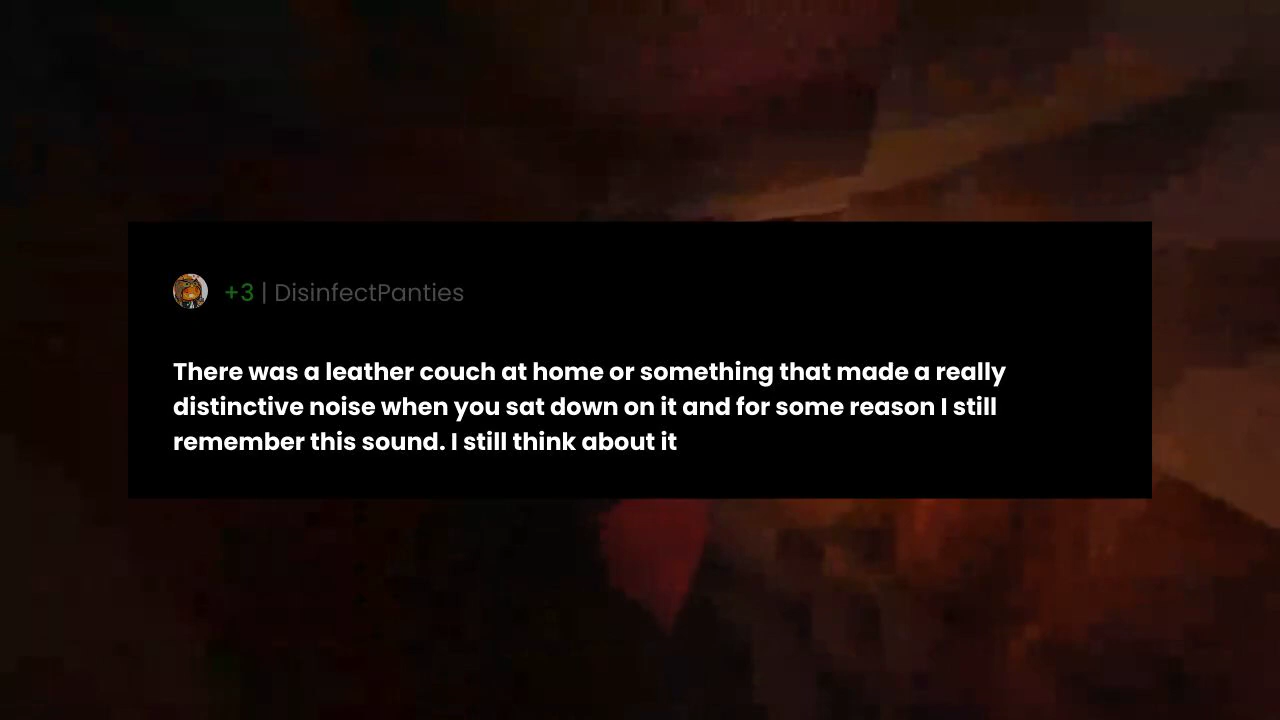 +3 | DisinfectPanties
There was a leather couch at home or something that made a really
distinctive noise when you sat down on it and for some reason I still
remember this sound. I still think about it